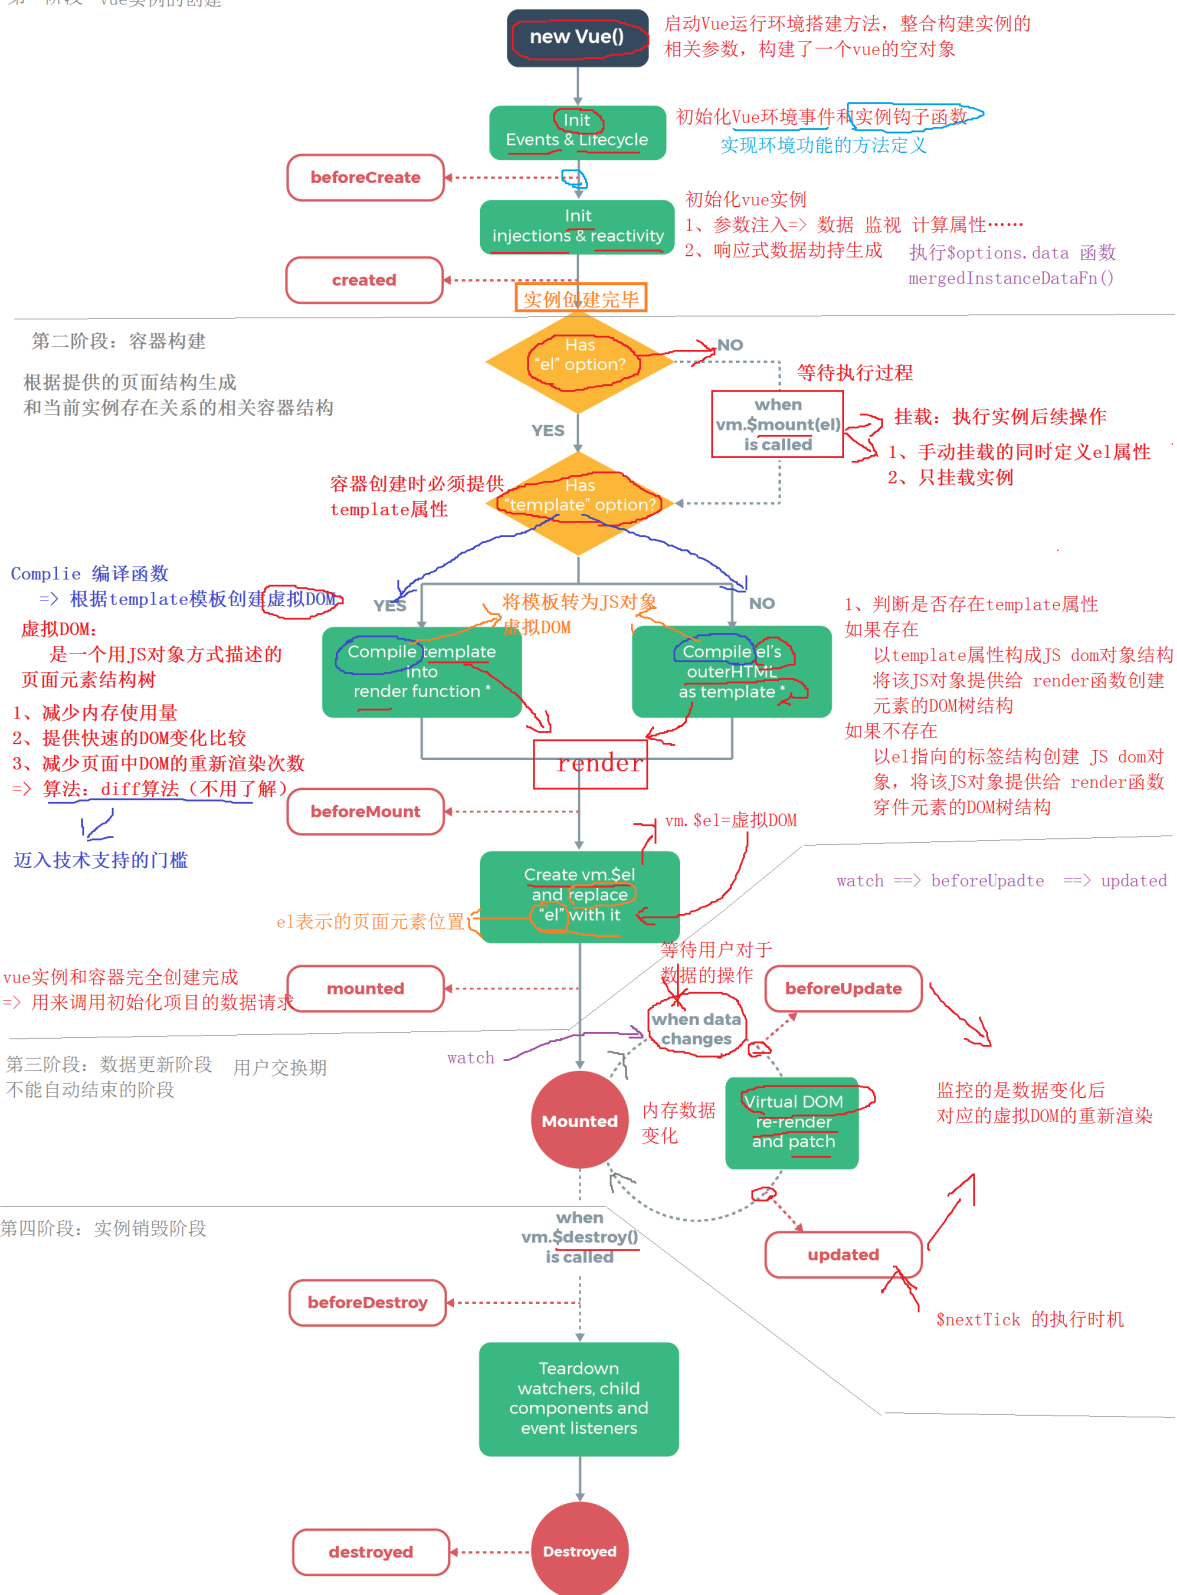 第一阶段 vue实例的创建
new Vue()
启动Vue运行环境搭建方法，整合构建实例的
相关参数，构建了一个vue的空对象
Init
Events & Lifecycle
初始化Vue环境事件和实例钩子函数
实现环境功能的方法定义
beforeCreate
初始化vue实例
Init
injections & reactivity
1、参数注入=> 数据 监视 计算属性……
2、响应式数据劫持生成
执行$options.data 函数
mergedInstanceDataFn()
created
实例创建完毕
第二阶段：容器构建
根据提供的页面结构生成
和当前实例存在关系的相关容器结构
Has
“el” option?
NO
等待执行过程
when
vm.$mount(el)
is called
挂载：执行实例后续操作
1、手动挂载的同时定义el属性
2、只挂载实例
YES
容器创建时必须提供
template属性
Has
“template” option?
Complie 编译函数
=> 根据template模板创建虚拟DOM
虚拟DOM：
是一个用JS对象方式描述的
页面元素结构树
1、减少内存使用量
2、提供快速的DOM变化比较
3、减少页面中DOM的重新渲染次数
=> 算法：diff算法（不用了解）
迈入技术支持的门槛
YES
将模板转为JS对象
虚拟DOM
NO
Compile template
into
render function *
Compile el’s
outerHTML
as template *
1、判断是否存在template属性
如果存在
以template属性构成JS dom对象结构
将该JS对象提供给 render函数创建
元素的DOM树结构
如果不存在
以el指向的标签结构创建 JS dom对
象，将该JS对象提供给 render函数
穿件元素的DOM树结构
render
beforeMount
vm.$el=虚拟DOM
Create vm.$el
and replace
“el” with it
el表示的页面元素位置
watch ==> beforeUpadte ==> updated
vue实例和容器完全创建完成
=> 用来调用初始化项目的数据请求
mounted
等待用户对于
数据的操作
beforeUpdate
when data
changes
watch
第三阶段：数据更新阶段 用户交换期
不能自动结束的阶段
Mounted
内存数据
变化
Virtual DOM
re-render
and patch
监控的是数据变化后
对应的虚拟DOM的重新渲染
第四阶段：实例销毁阶段
when
vm.$destroy()
is called
updated
$nextTick 的执行时机
beforeDestroy
Teardown
watchers, child
components and
event listeners
destroyed
Destroyed